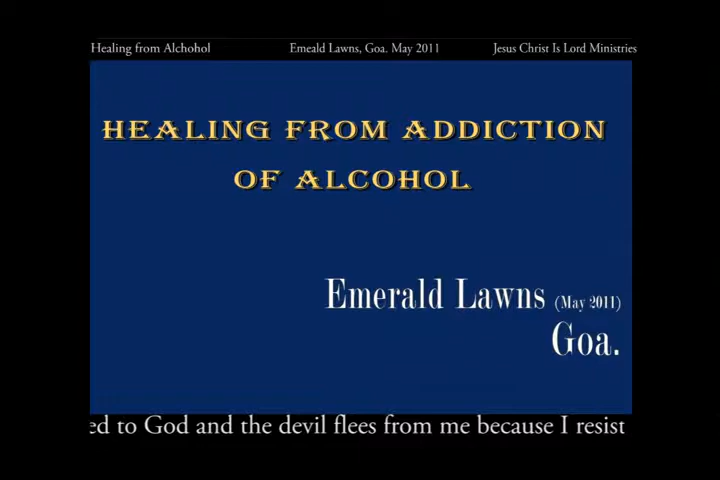 Healing from Alchohol Emeald Lawns, Goa. May 2011 Jesus Christ Is Lord Ministries
HEALING FROM ADDICTION
OF ALCOHOL
Emerald Lawns (May 2011)
Goa.
ed to God and the devil flees from me because I resist